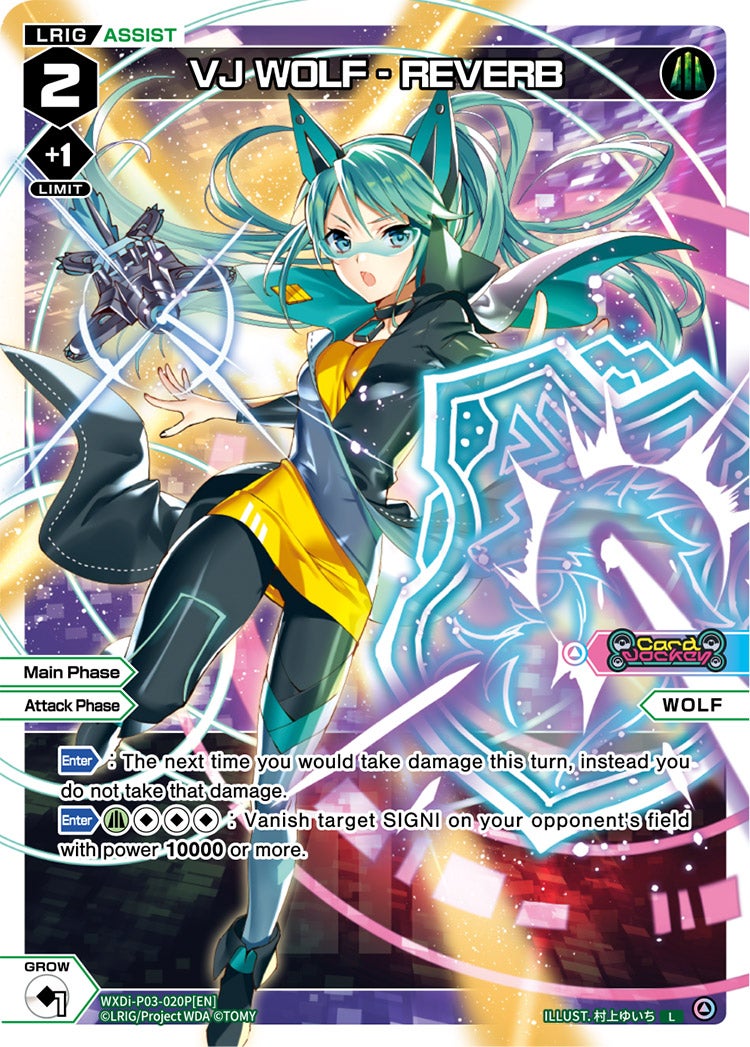 LRIG ASSIST
2
VJ WOLF - REVERB
+1
LIMIT
Card
Jockey
Main Phase
Attack Phase
WOLF
Enter : The next time you would take damage this turn, instead you
do not take that damage.
Enter : Vanish target SIGNI on your opponent's field
with power 10000 or more.
GROW
1
WXDi-P03-020P[EN]
©LRIG/Project WDA ©TOMY
ILLUST. 村上ゆいち L